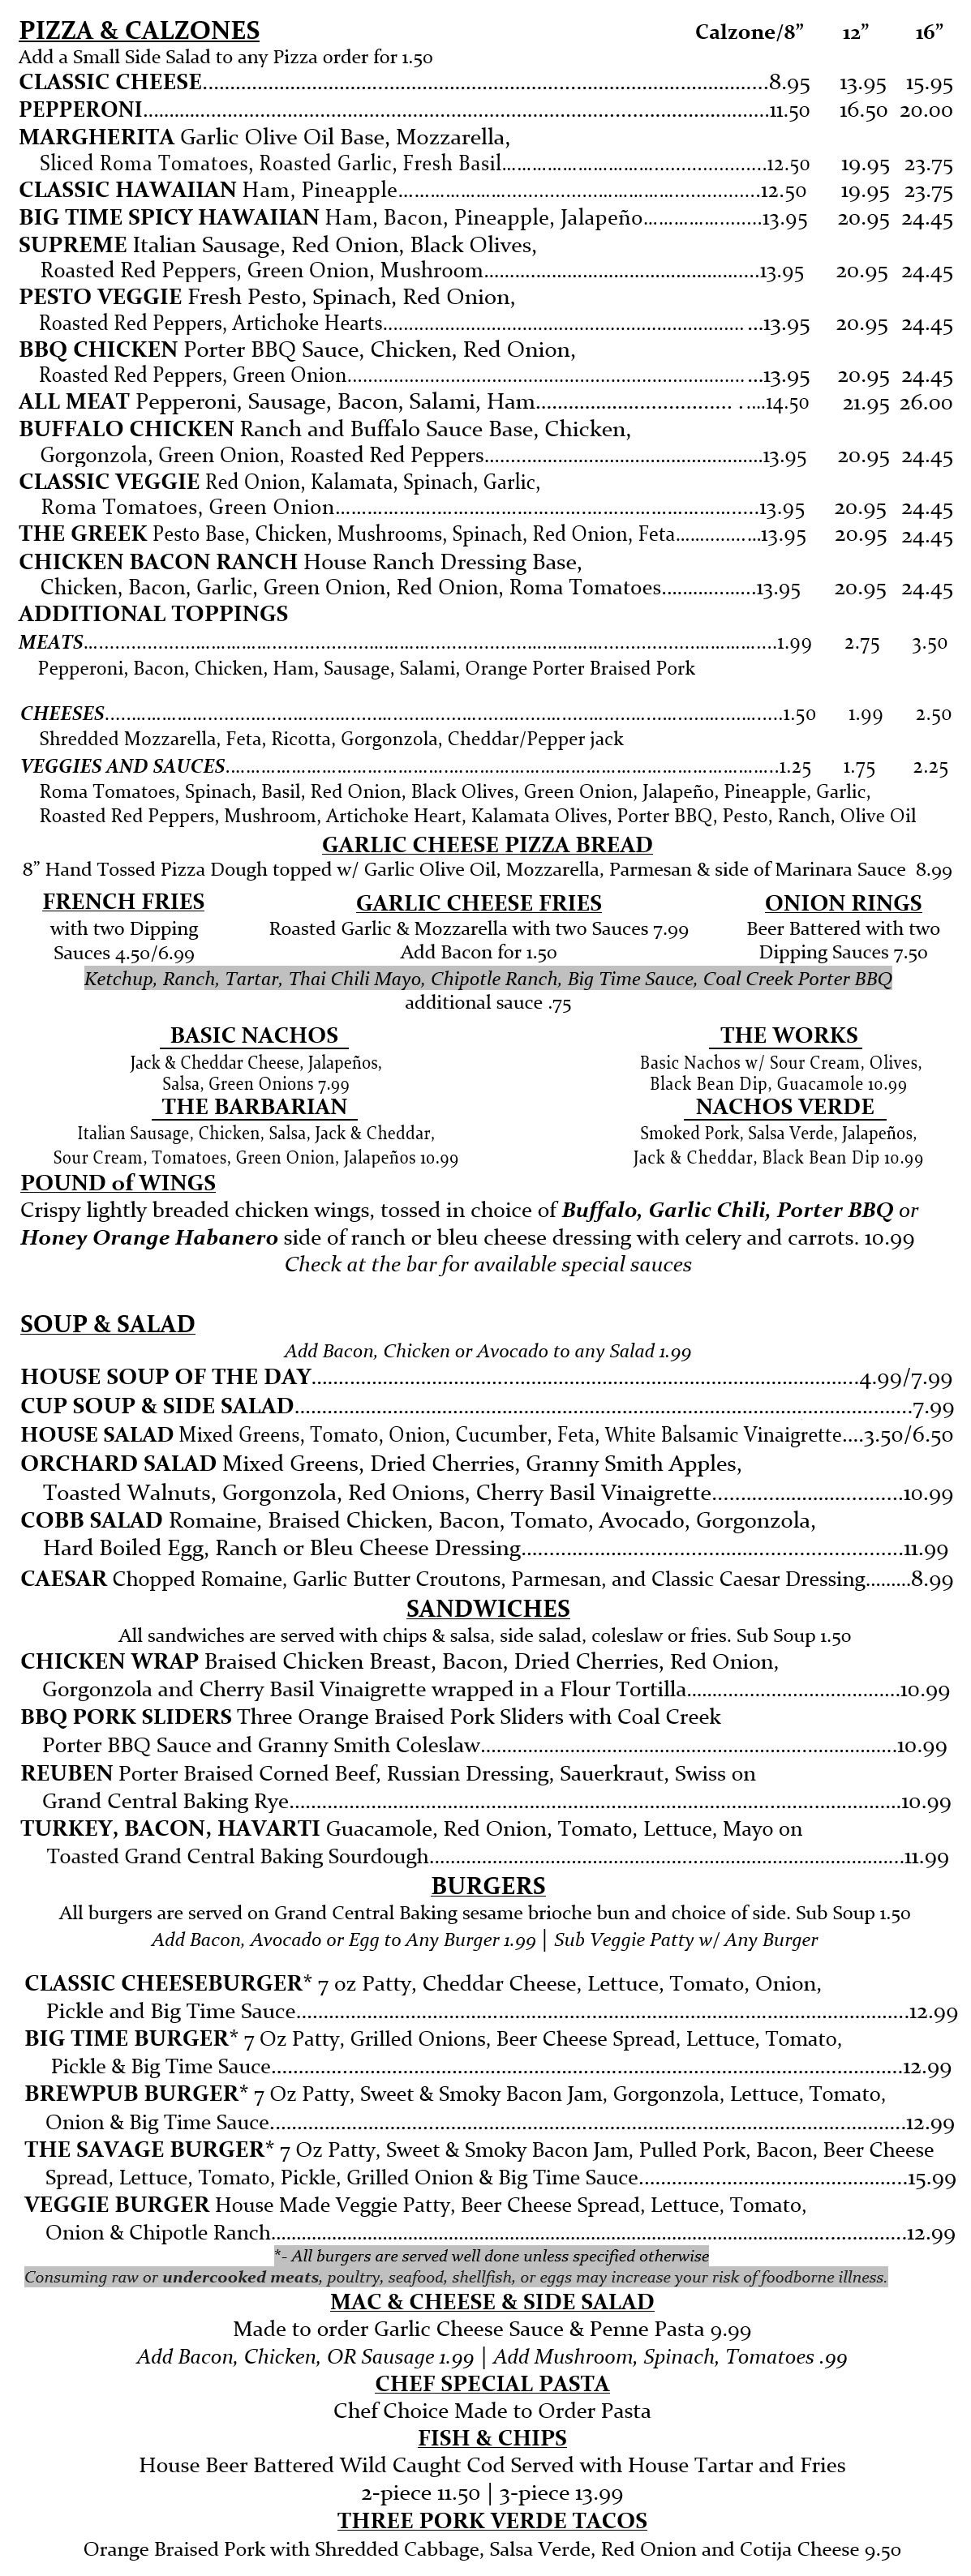 PIZZA & CALZONES Calzone/8” 12” 16”
Add a Small Side Salad to any Pizza order for 1.50
CLASSIC CHEESE...8.95 13.95 15.95
PEPPERONI...11.50 16.50 20.00
MARGHERITA Garlic Olive Oil Base, Mozzarella,
Sliced Roma Tomatoes, Roasted Garlic, Fresh Basil...12.50 19.95 23.75
CLASSIC HAWAIIAN Ham, Pineapple...12.50 19.95 23.75
BIG TIME SPICY HAWAIIAN Ham, Bacon, Pineapple, Jalapeño...13.95 20.95 24.45
SUPREME Italian Sausage, Red Onion, Black Olives,
Roasted Red Peppers, Green Onion, Mushroom...13.95 20.95 24.45
PESTO VEGGIE Fresh Pesto, Spinach, Red Onion,
Roasted Red Peppers, Artichoke Hearts...13.95 20.95 24.45
BBQ CHICKEN Porter BBQ Sauce, Chicken, Red Onion,
Roasted Red Peppers, Green Onion...13.95 20.95 24.45
ALL MEAT Pepperoni, Sausage, Bacon, Salami, Ham...14.50 21.95 26.00
BUFFALO CHICKEN Ranch and Buffalo Sauce Base, Chicken,
Gorgonzola, Green Onion, Roasted Red Peppers...13.95 20.95 24.45
CLASSIC VEGGIE Red Onion, Kalamata, Spinach, Garlic,
Roma Tomatoes, Green Onion...13.95 20.95 24.45
THE GREEK Pesto Base, Chicken, Mushrooms, Spinach, Red Onion, Feta...13.95 20.95 24.45
CHICKEN BACON RANCH House Ranch Dressing Base,
Chicken, Bacon, Garlic, Green Onion, Red Onion, Roma Tomatoes...13.95 20.95 24.45
ADDITIONAL TOPPINGS
MEATS...1.99 2.75 3.50
Pepperoni, Bacon, Chicken, Ham, Sausage, Salami, Orange Porter Braised Pork
CHEESES...1.50 1.99 2.50
Shredded Mozzarella, Feta, Ricotta, Gorgonzola, Cheddar/Pepper jack
VEGGIES AND SAUCES...1.25 1.75 2.25
Roma Tomatoes, Spinach, Basil, Red Onion, Black Olives, Green Onion, Jalapeño, Pineapple, Garlic,
Roasted Red Peppers, Mushroom, Artichoke Heart, Kalamata Olives, Porter BBQ, Pesto, Ranch, Olive Oil
GARLIC CHEESE PIZZA BREAD
8” Hand Tossed Pizza Dough topped w/ Garlic Olive Oil, Mozzarella, Parmesan & side of Marinara Sauce 8.99
FRENCH FRIES
with two Dipping
Sauces 4.50/6.99
GARLIC CHEESE FRIES
Roasted Garlic & Mozzarella with two Sauces 7.99
Add Bacon for 1.50
ONION RINGS
Beer Battered with two
Dipping Sauces 7.50
Ketchup, Ranch, Tartar, Thai Chili Mayo, Chipotle Ranch, Big Time Sauce, Coal Creek Porter BBQ
additional sauce .75
BASIC NACHOS
Jack & Cheddar Cheese, Jalapeños,
Salsa, Green Onions 7.99
THE WORKS
Basic Nachos w/ Sour Cream, Olives,
Black Bean Dip, Guacamole 10.99
THE BARBARIAN
Italian Sausage, Chicken, Salsa, Jack & Cheddar,
Sour Cream, Tomatoes, Green Onion, Jalapeños 10.99
NACHOS VERDE
Smoked Pork, Salsa Verde, Jalapeños,
Jack & Cheddar, Black Bean Dip 10.99
POUND of WINGS
Crispy lightly breaded chicken wings, tossed in choice of Buffalo, Garlic Chili, Porter BBQ or
Honey Orange Habanero side of ranch or bleu cheese dressing with celery and carrots. 10.99
Check at the bar for available special sauces
SOUP & SALAD
Add Bacon, Chicken or Avocado to any Salad 1.99
HOUSE SOUP OF THE DAY...4.99/7.99
CUP SOUP & SIDE SALAD...7.99
HOUSE SALAD Mixed Greens, Tomato, Onion, Cucumber, Feta, White Balsamic Vinaigrette....3.50/6.50
ORCHARD SALAD Mixed Greens, Dried Cherries, Granny Smith Apples,
Toasted Walnuts, Gorgonzola, Red Onions, Cherry Basil Vinaigrette...10.99
COBB SALAD Romaine, Braised Chicken, Bacon, Tomato, Avocado, Gorgonzola,
Hard Boiled Egg, Ranch or Bleu Cheese Dressing...11.99
CAESAR Chopped Romaine, Garlic Butter Croutons, Parmesan, and Classic Caesar Dressing...8.99
SANDWICHES
All sandwiches are served with chips & salsa, side salad, coleslaw or fries. Sub Soup 1.50
CHICKEN WRAP Braised Chicken Breast, Bacon, Dried Cherries, Red Onion,
Gorgonzola and Cherry Basil Vinaigrette wrapped in a Flour Tortilla...10.99
BBQ PORK SLIDERS Three Orange Braised Pork Sliders with Coal Creek
Porter BBQ Sauce and Granny Smith Coleslaw...10.99
REUBEN Porter Braised Corned Beef, Russian Dressing, Sauerkraut, Swiss on
Grand Central Baking Rye...10.99
TURKEY, BACON, HAVARTI Guacamole, Red Onion, Tomato, Lettuce, Mayo on
Toasted Grand Central Baking Sourdough...11.99
BURGERS
All burgers are served on Grand Central Baking sesame brioche bun and choice of side. Sub Soup 1.50
Add Bacon, Avocado or Egg to Any Burger 1.99 | Sub Veggie Patty w/ Any Burger
CLASSIC CHEESEBURGER* 7 oz Patty, Cheddar Cheese, Lettuce, Tomato, Onion,
Pickle and Big Time Sauce...12.99
BIG TIME BURGER* 7 Oz Patty, Grilled Onions, Beer Cheese Spread, Lettuce, Tomato,
Pickle & Big Time Sauce...12.99
BREWPUB BURGER* 7 Oz Patty, Sweet & Smoky Bacon Jam, Gorgonzola, Lettuce, Tomato,
Onion & Big Time Sauce...12.99
THE SAVAGE BURGER* 7 Oz Patty, Sweet & Smoky Bacon Jam, Pulled Pork, Bacon, Beer Cheese
Spread, Lettuce, Tomato, Pickle, Grilled Onion & Big Time Sauce...15.99
VEGGIE BURGER House Made Veggie Patty, Beer Cheese Spread, Lettuce, Tomato,
Onion & Chipotle Ranch...12.99
*- All burgers are served well done unless specified otherwise
Consuming raw or undercooked meats, poultry, seafood, shellfish, or eggs may increase your risk of foodborne illness.
MAC & CHEESE & SIDE SALAD
Made to order Garlic Cheese Sauce & Penne Pasta 9.99
Add Bacon, Chicken, OR Sausage 1.99 | Add Mushroom, Spinach, Tomatoes .99
CHEF SPECIAL PASTA
Chef Choice Made to Order Pasta
FISH & CHIPS
House Beer Battered Wild Caught Cod Served with House Tartar and Fries
2-piece 11.50 | 3-piece 13.99
THREE PORK VERDE TACOS
Orange Braised Pork with Shredded Cabbage, Salsa Verde, Red Onion and Cotija Cheese 9.50